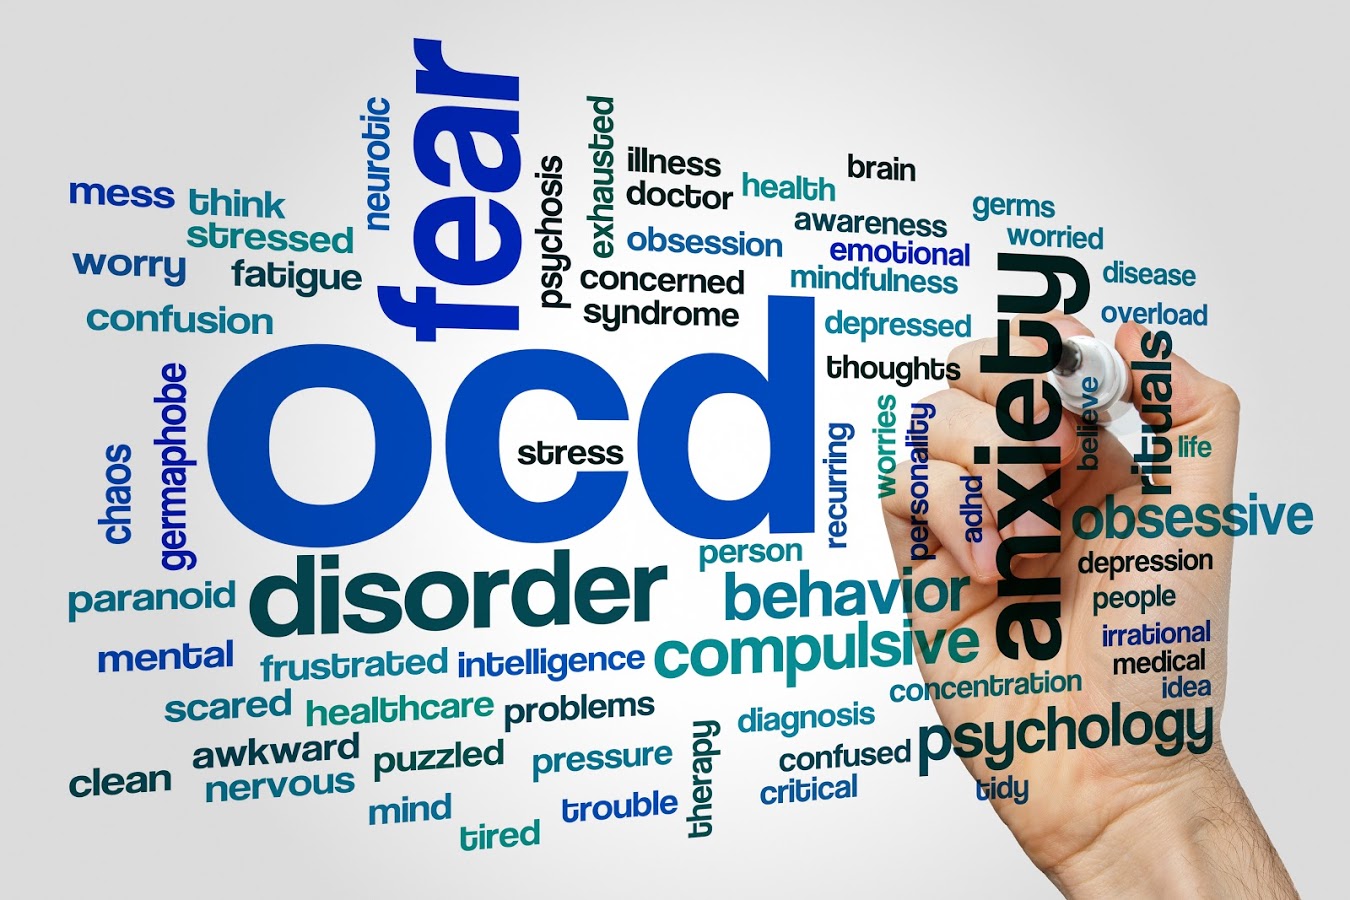 fear
neurotic
psychosis
exhausted
illness
brain
doctor
health
mess
think
germs
awareness
stressed
obsession
emotional
worried
worry
fatigue
concerned
mindfulness
disease
confusion
syndrome
depressed
overload
anxiety
ocd
thoughts
rituals
believe
germaphobe
chaos
stress
recurring
worries
personality
adhd
life
obsessive
person
depression
disorder
behavior
paranoid
people
mental
frustrated
intelligence
compulsive
irrational
medical
concentration
idea
scared
healthcare
problems
diagnosis
psychology
awkward
puzzled
pressure
therapy
confused
clean
nervous
critical
tidy
mind
trouble
tired